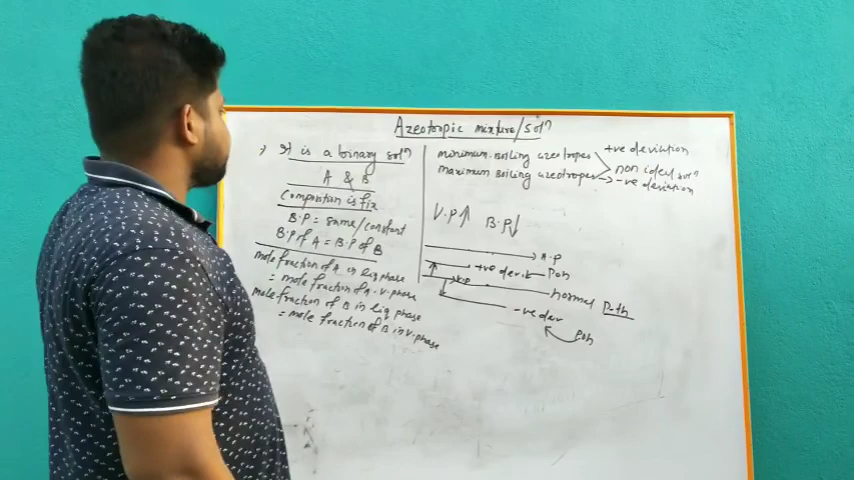 Azeotropic mixture/solⁿ
It is a binary solⁿ
A & B
Composition is fix
B.P = same/constant
B.P of A = B.P of B
mole fraction of A in liq phase
= mole fraction of A. V. phase
mole fraction of B in liq phase
= mole fraction of B in V. phase
minimum boiling azeotropes
maximum boiling azeotropes
+ve deviation
non ideal solⁿ
-ve deviation
V.P↑ B.P↓
+ve devi
normal
-ve dev